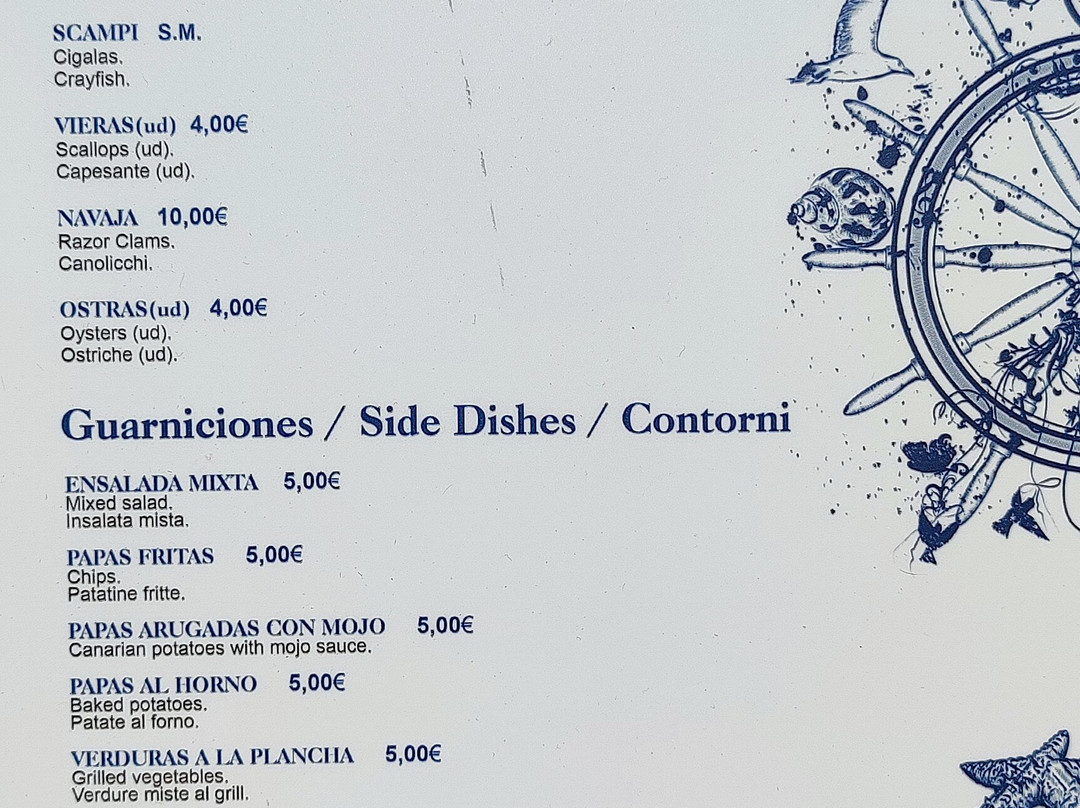 SCAMPI S.M.
Cigalas.
Crayfish.
VIERAS(ud) 4,00€
Scallops (ud).
Capesante (ud).
NAVAJA 10,00€
Razor Clams.
Canolicchi.
OSTRAS(ud) 4,00€
Oysters (ud).
Ostriche (ud).
Guarniciones / Side Dishes / Contorni
ENSALADA MIXTA 5,00€
Mixed salad.
Insalata mista.
PAPAS FRITAS 5,00€
Chips.
Patatine fritte.
PAPAS ARUGADAS CON MOJO 5,00€
Canarian potatoes with mojo sauce.
PAPAS AL HORNO 5,00€
Baked potatoes.
Patate al forno.
VERDURAS A LA PLANCHA 5,00€
Grilled vegetables.
Verdure miste al grill.